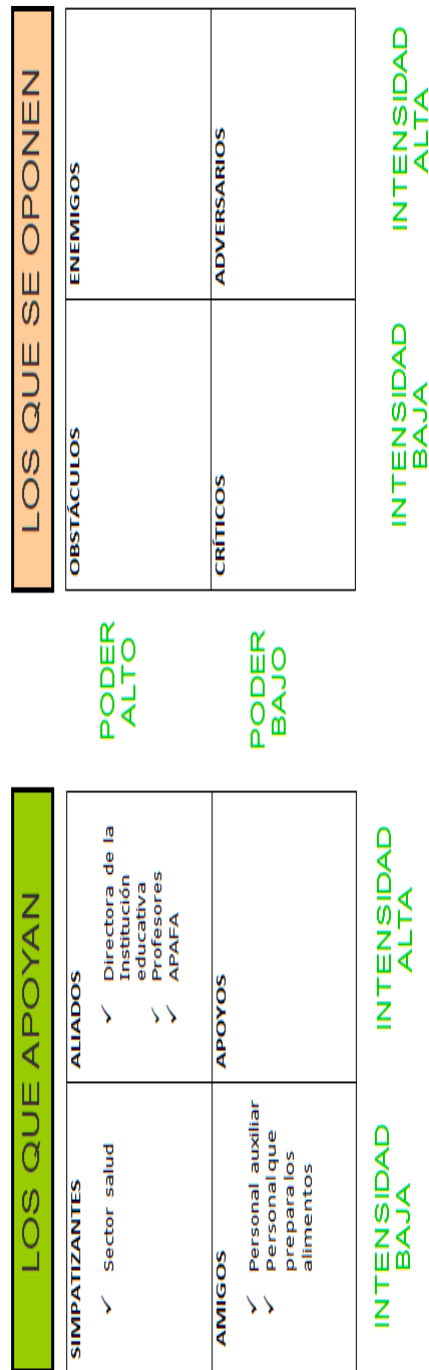 LOS QUE APOYAN
SIMPATIZANTES
✓ Sector salud
ALIADOS
✓ Directora de la
Institución
educativa
✓ Profesores
✓ APAFA
AMIGOS
✓ Personal auxiliar
✓ Personal que
prepara los
alimentos
APOYOS
INTENSIDAD
BAJA
INTENSIDAD
ALTA
PODER
ALTO
PODER
BAJO
LOS QUE SE OPONEN
OBSTÁCULOS
ENEMIGOS
CRÍTICOS
ADVERSARIOS
INTENSIDAD
BAJA
INTENSIDAD
ALTA